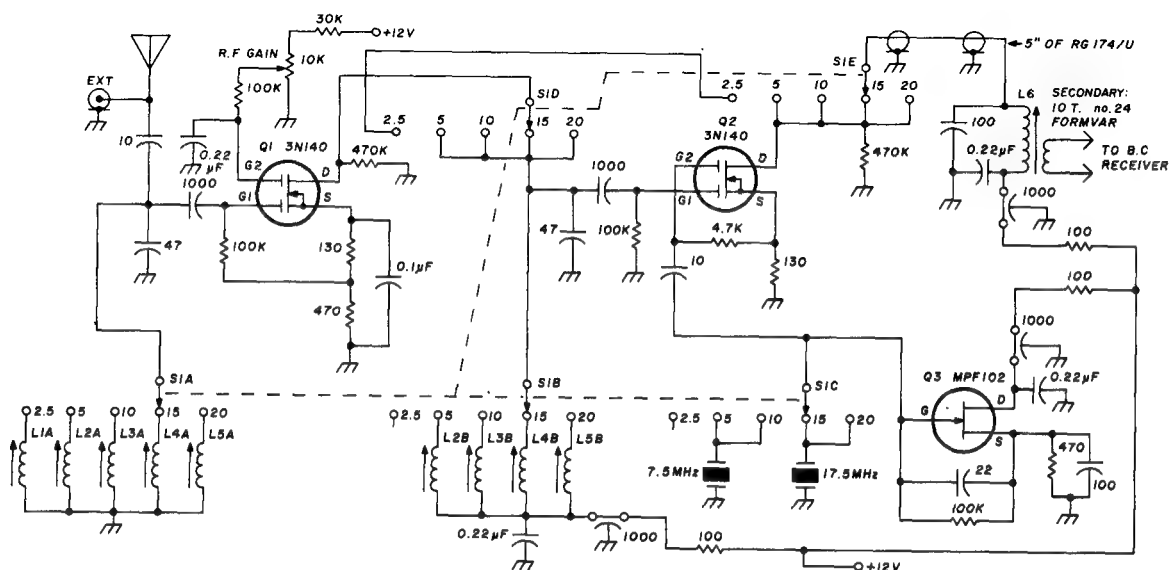 30K
+12V
R.F GAIN
10K
EXT
100K
10
0.22
µF
Q1 3N140
G2
D
G1
S
1000
47
100K
130
0.1µF
470
470K
2.5
5
10
15
20
S1D
2.5
5
10
15
20
S1E
5" OF RG 174/U
Q2
3N140
G2
D
G1
S
1000
47
100K
4.7K
10
130
470K
100
L6
SECONDARY:
10 T. no.24
FORMVAR
0.22µF
TO B.C
RECEIVER
1000
100
100
1000
0.22µF
Q3 MPF102
G
D
S
22
100K
470
100
S1A
2.5
5
10
15
20
L1A
L2A
L3A
L4A
L5A
S1B
2.5
5
10
15
20
L2B
L3B
L4B
L5B
0.22µF
1000
100
+12V
S1C
2.5
5
10
15
20
7.5MHz
17.5MHz